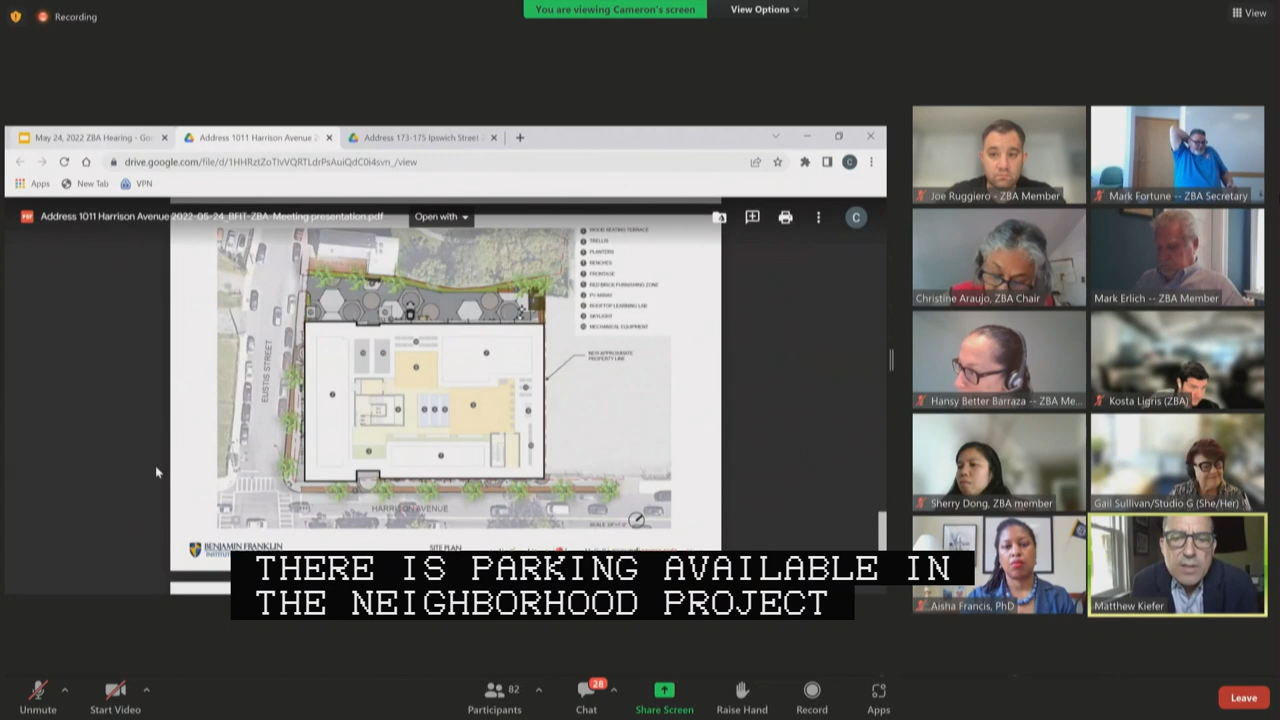 Recording
You are viewing Cameron's screen
View Options
View
May 24, 2022 ZBA Hearing - Goo
Address 1011 Harrison Avenue 2
Address 173-175 Ipswich Street
drive.google.com/file/d/1HHRztZoTlvVQRTLdrPsAuiQdC0i4svn_/view
Apps
New Tab
VPN
Address 1011 Harrison Avenue 2022-05-24_BFIT-ZBA-Meeting presentation.pdf
Open with
C
WOOD SEATING TERRACE
TRELLIS
PLANTERS
BENCHES
FRONTAGE
RED BRICK FURNISHING ZONE
PV ARRAY
ROOFTOP LEARNING LAB
SKYLIGHT
MECHANICAL EQUIPMENT
NEW APPROXIMATE
PROPERTY LINE
EUSTIS STREET
HARRISON AVENUE
BENJAMIN FRANKLIN
SITE PLAN
THERE IS PARKING AVAILABLE IN
THE NEIGHBORHOOD PROJECT
Joe Ruggiero - ZBA Member
Mark Fortune -- ZBA Secretary
Christine Araujo, ZBA Chair
Mark Erlich -- ZBA Member
Hansy Better Barraza -- ZBA Me...
Kosta Ligris (ZBA)
Sherry Dong, ZBA member
Gail Sullivan/Studio G (She/Her)
Aisha Francis, PhD
Matthew Kiefer
Unmute
Start Video
82
Participants
28
Chat
Share Screen
Raise Hand
Record
Apps
Leave